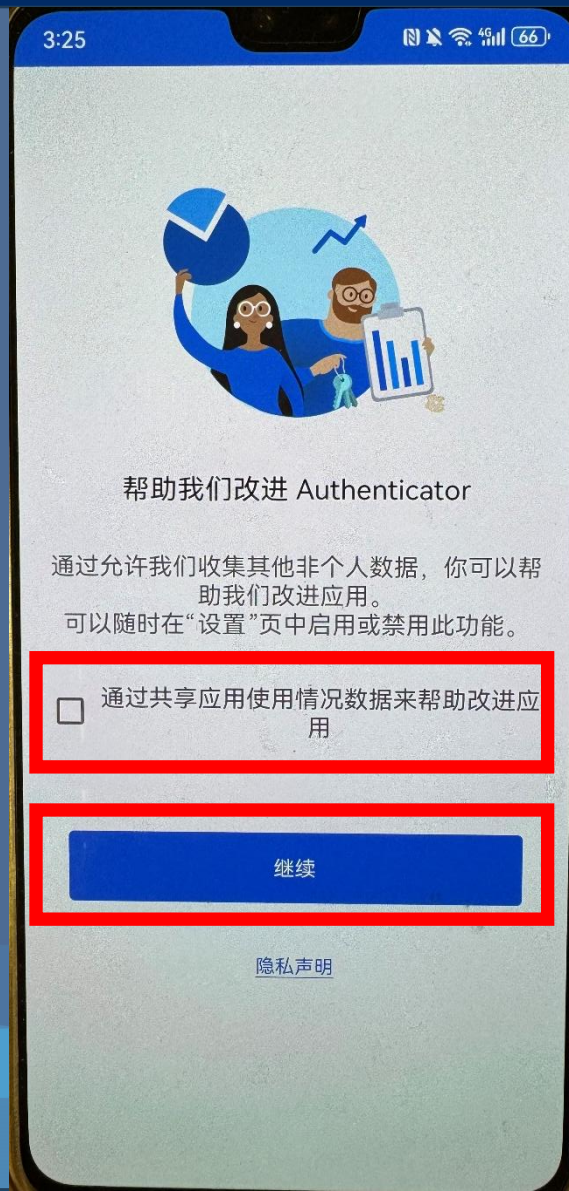 3:25 4G 66
帮助我们改进 Authenticator
通过允许我们收集其他非个人数据，你可以帮
助我们改进应用。
可以随时在“设置”页中启用或禁用此功能。
通过共享应用使用情况数据来帮助改进应
用
继续
隐私声明